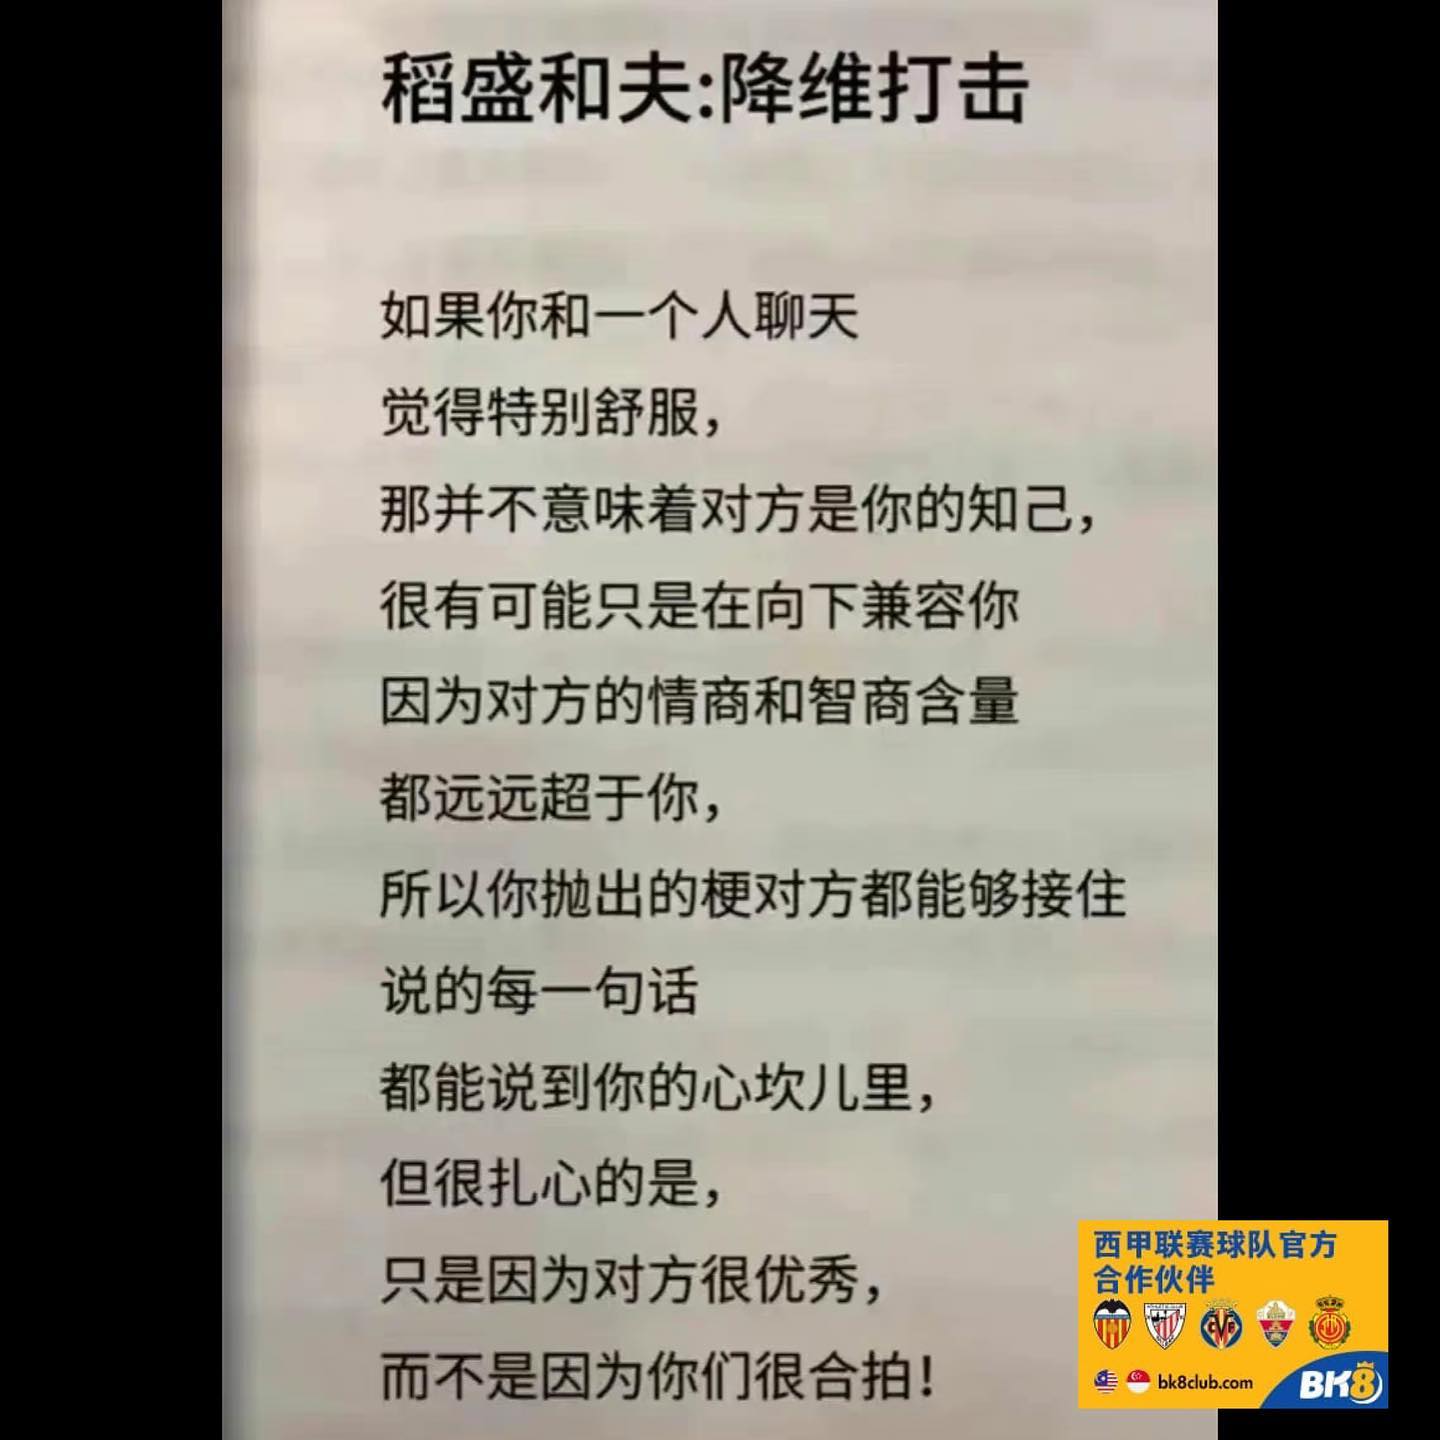 稻盛和夫:降维打击
如果你和一个人聊天
觉得特别舒服，
那并不意味着对方是你的知己，
很有可能只是在向下兼容你
因为对方的情商和智商含量
都远远超于你，
所以你抛出的梗对方都能够接住
说的每一句话
都能说到你的心坎儿里，
但很扎心的是，
只是因为对方很优秀，
而不是因为你们很合拍！
西甲联赛球队官方
合作伙伴
bk8club.com
BK8